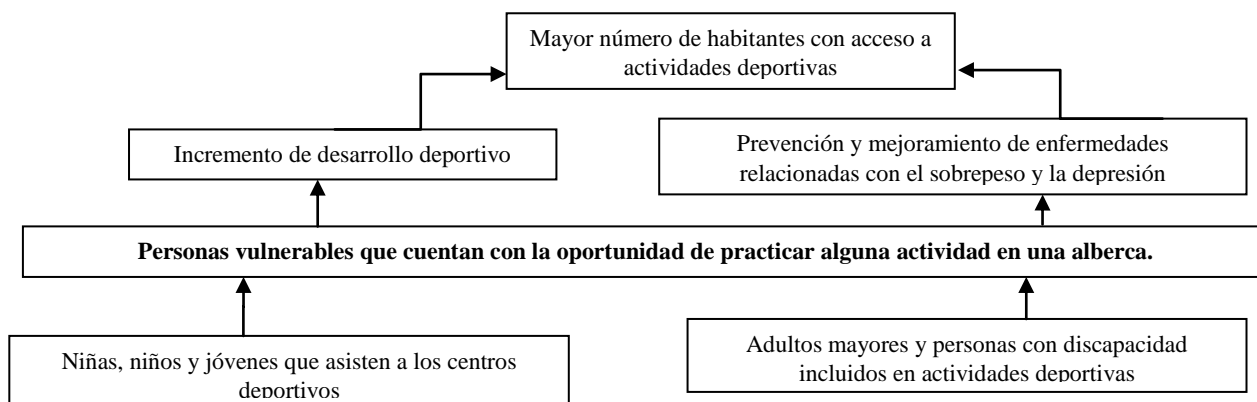 Mayor número de habitantes con acceso a
actividades deportivas
Incremento de desarrollo deportivo
Prevención y mejoramiento de enfermedades
relacionadas con el sobrepeso y la depresión
Personas vulnerables que cuentan con la oportunidad de practicar alguna actividad en una alberca.
Niñas, niños y jóvenes que asisten a los centros
deportivos
Adultos mayores y personas con discapacidad
incluidos en actividades deportivas